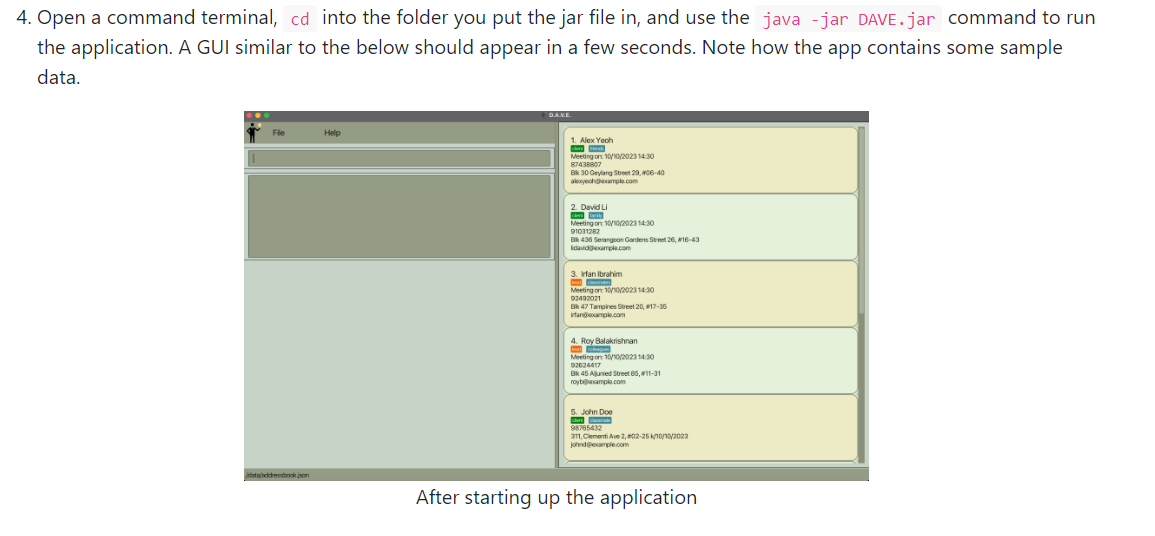 4. Open a command terminal, cd into the folder you put the jar file in, and use the java -jar DAVE.jar command to run
the application. A GUI similar to the below should appear in a few seconds. Note how the app contains some sample
data.
D.A.V.E.
File Help
1. Alex Yeoh
client friends
Meeting on: 10/10/2023 14:30
87438807
Blk 30 Geylang Street 29, #06-40
alexyeoh@example.com
2. David Li
client family
Meeting on: 10/10/2023 14:30
91031282
Blk 436 Serangoon Gardens Street 26, #16-43
lidavid@example.com
3. Irfan Ibrahim
lead classmates
Meeting on: 10/10/2023 14:30
92492021
Blk 47 Tampines Street 20, #17-35
irfan@example.com
4. Roy Balakrishnan
lead colleagues
Meeting on: 10/10/2023 14:30
92624417
Blk 45 Aljunied Street 85, #11-31
royb@example.com
5. John Doe
client
98765432
311, Clementi Ave 2, #02-25 k/10/10/2023
johnd@example.com
/data/addressbook.json
After starting up the application